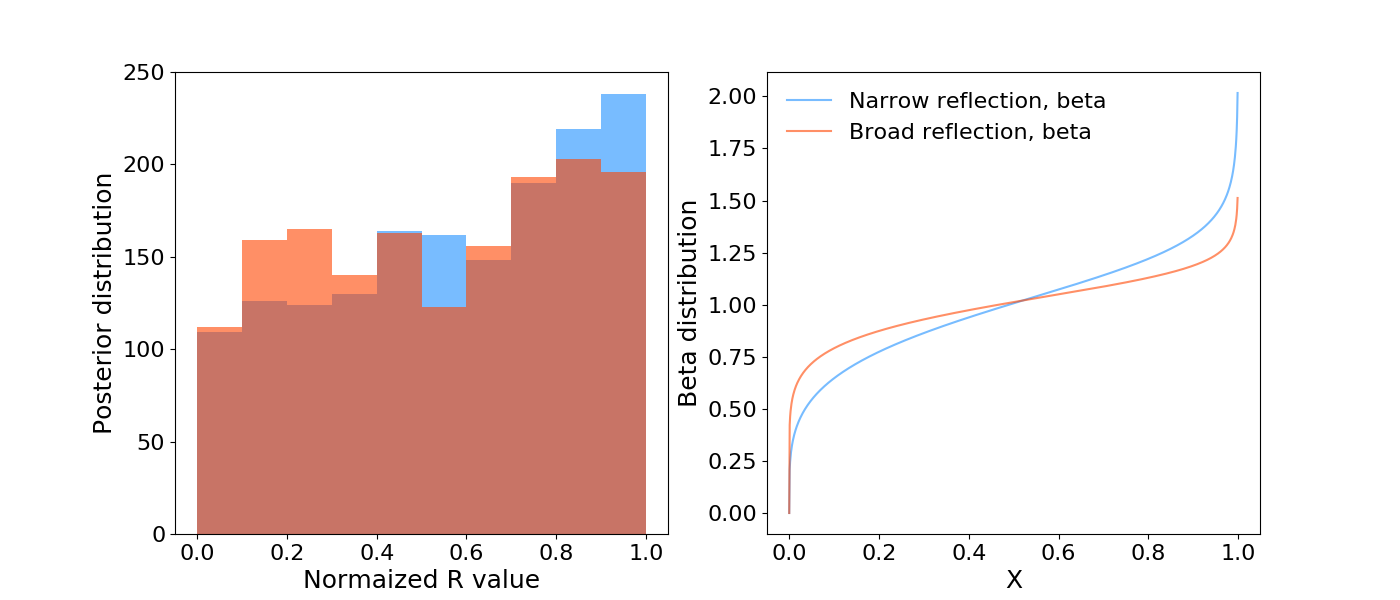 250
200
150
100
50
0
0.0 0.2 0.4 0.6 0.8 1.0
Normaized R value
Posterior distribution
2.00
1.75
1.50
1.25
1.00
0.75
0.50
0.25
0.00
0.0 0.2 0.4 0.6 0.8 1.0
X
Beta distribution
Narrow reflection, beta
Broad reflection, beta